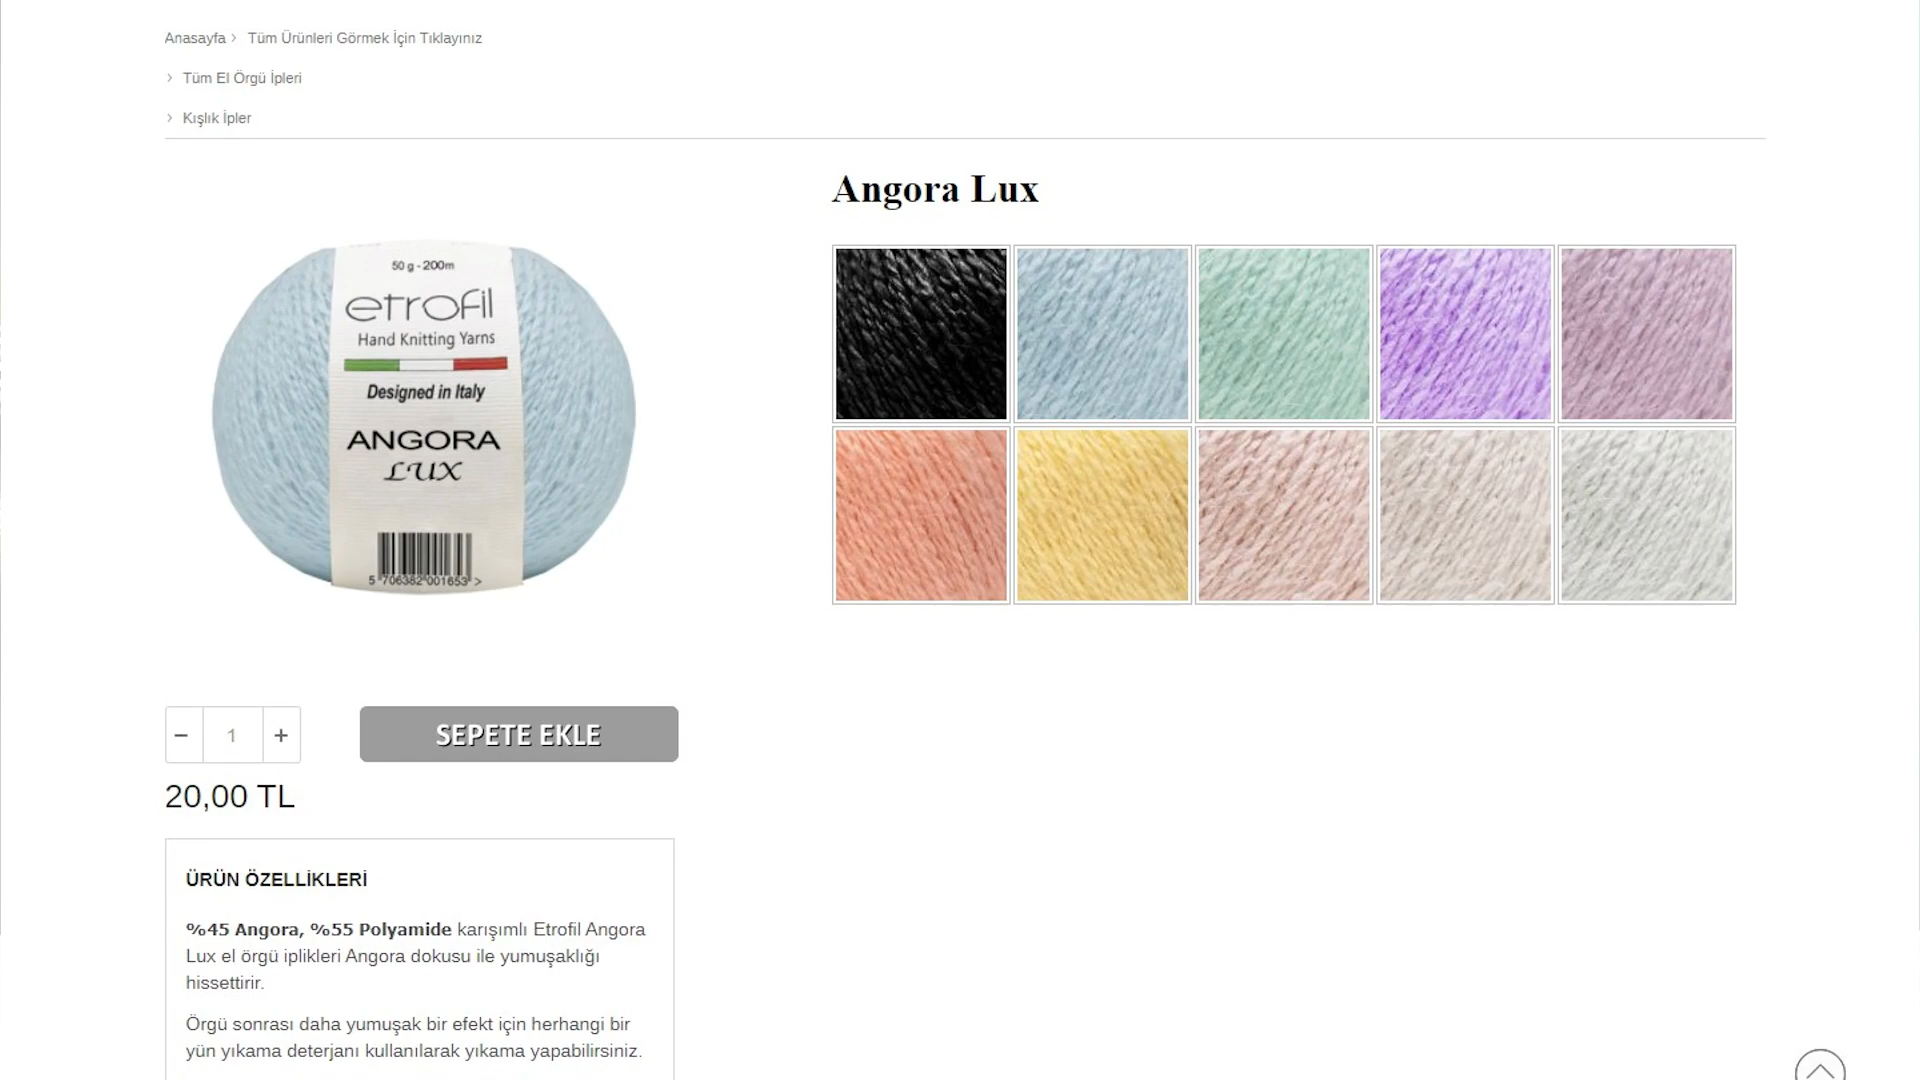 Anasayfa > Tüm Ürünleri Görmek İçin Tıklayınız
> Tüm El Örgü İpleri
> Kışlık İpler
Angora Lux
50 g - 200m
etrofil
Hand Knitting Yarns
Designed in Italy
ANGORA
LUX
5 706382 001653 >
− 1 +
SEPETE EKLE
20,00 TL
ÜRÜN ÖZELLİKLERİ
%45 Angora, %55 Polyamide karışımlı Etrofil Angora
Lux el örgü iplikleri Angora dokusu ile yumuşaklığı
hissettirir.
Örgü sonrası daha yumuşak bir efekt için herhangi bir
yün yıkama deterjanı kullanılarak yıkama yapabilirsiniz.